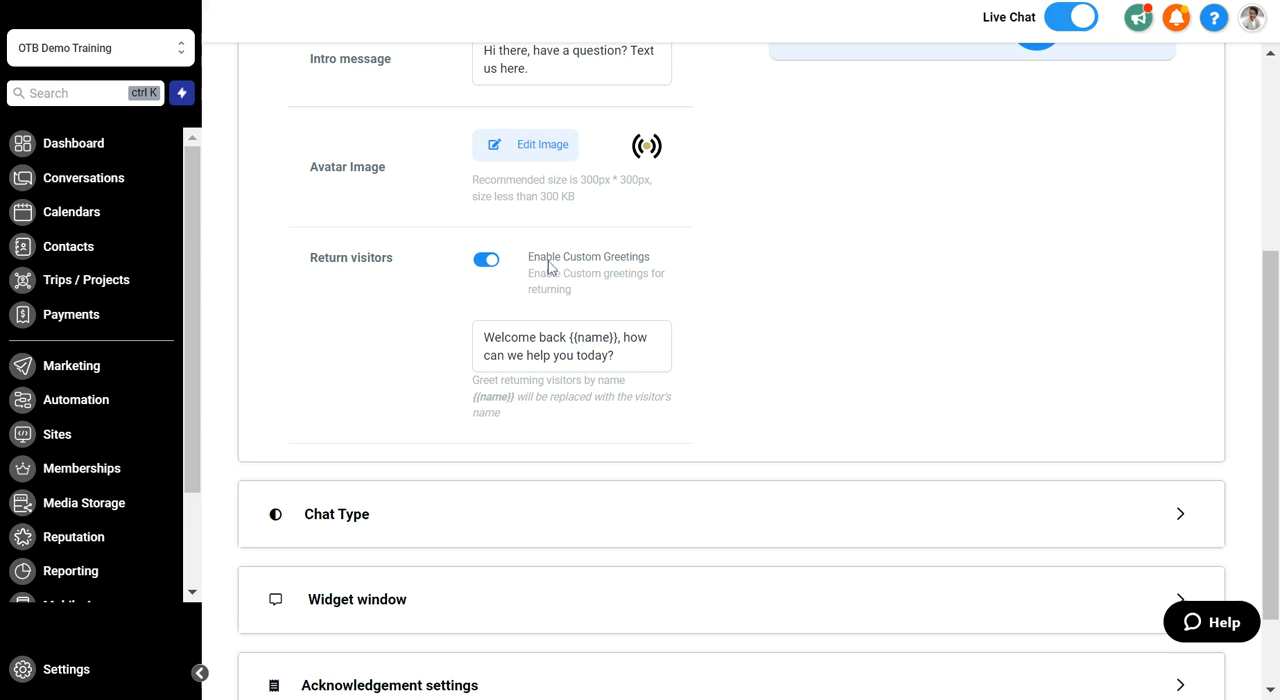 Live Chat
OTB Demo Training
Search
ctrl K
Dashboard
Conversations
Calendars
Contacts
Trips / Projects
Payments
Marketing
Automation
Sites
Memberships
Media Storage
Reputation
Reporting
Settings
Intro message
Hi there, have a question? Text
us here.
Avatar Image
Edit Image
Recommended size is 300px * 300px,
size less than 300 KB
Return visitors
Enable Custom Greetings
Enable Custom greetings for
returning
Welcome back {{name}}, how
can we help you today?
Greet returning visitors by name
{{name}} will be replaced with the visitor's
name
Chat Type
Widget window
Help
Acknowledgement settings